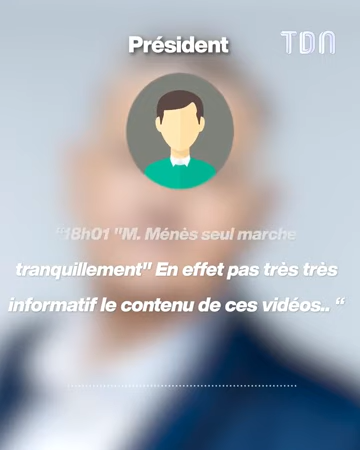 Président
TDN
"18h01 "M. Ménès seul marche
tranquillement" En effet pas très très
informatif le contenu de ces vidéos.. “